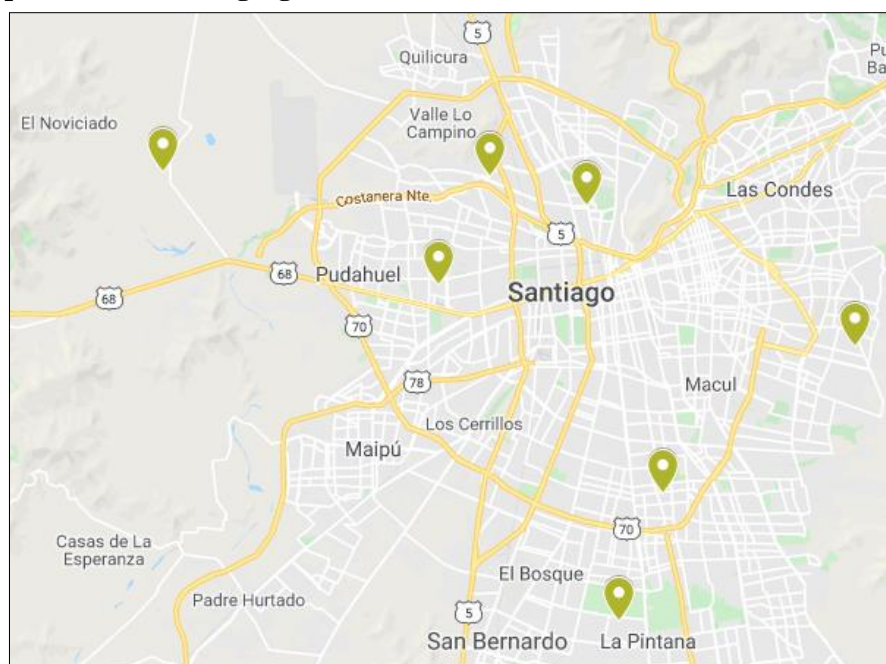 5
Quilicura
Pu
Ba
Valle Lo
Campino
El Noviciado
Las Condes
Costanera Nte.
5
Pudahuel
68
Santiago
68
70
78
Macul
Los Cerrillos
Maipú
70
Casas de La
Esperanza
El Bosque
Padre Hurtado
5
San Bernardo
La Pintana